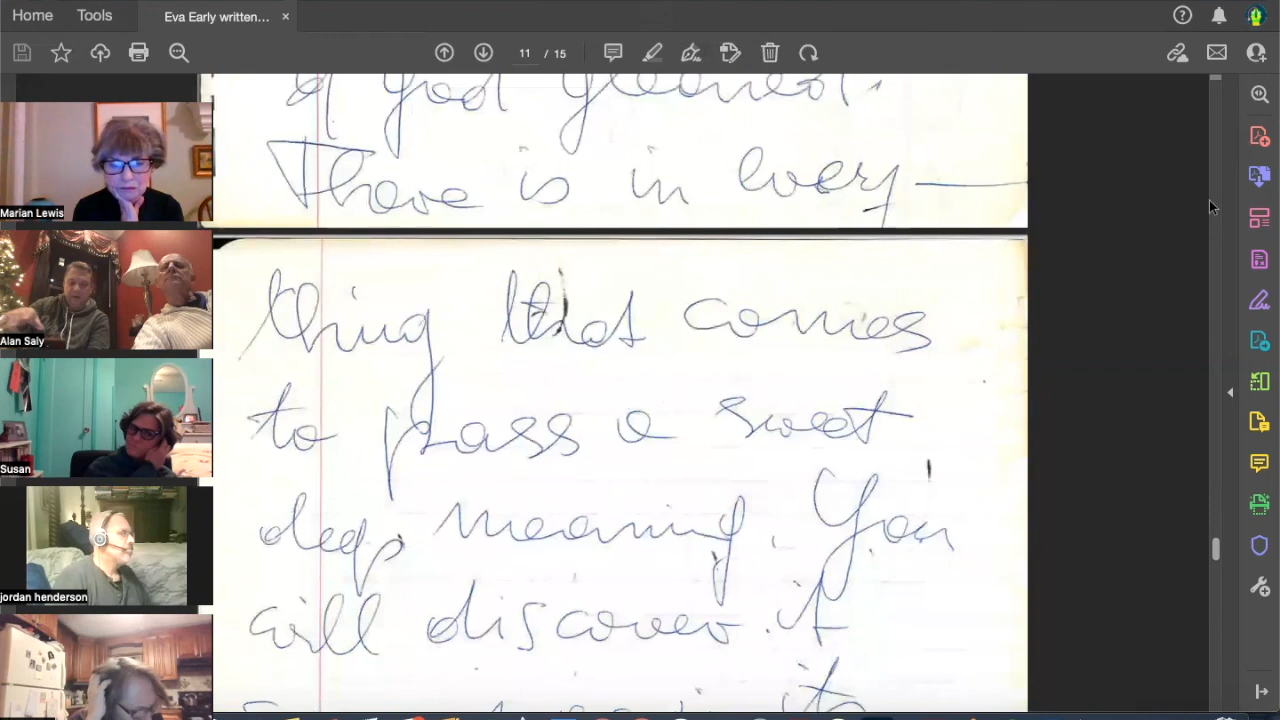 Home
Tools
Eva Early written...
×
11 / 15
of God
There is in every-
thing that comes
to pass a sweet
deep meaning. You
will discover it
its
Marian Lewis
Alan Saly
Susan
jordan henderson